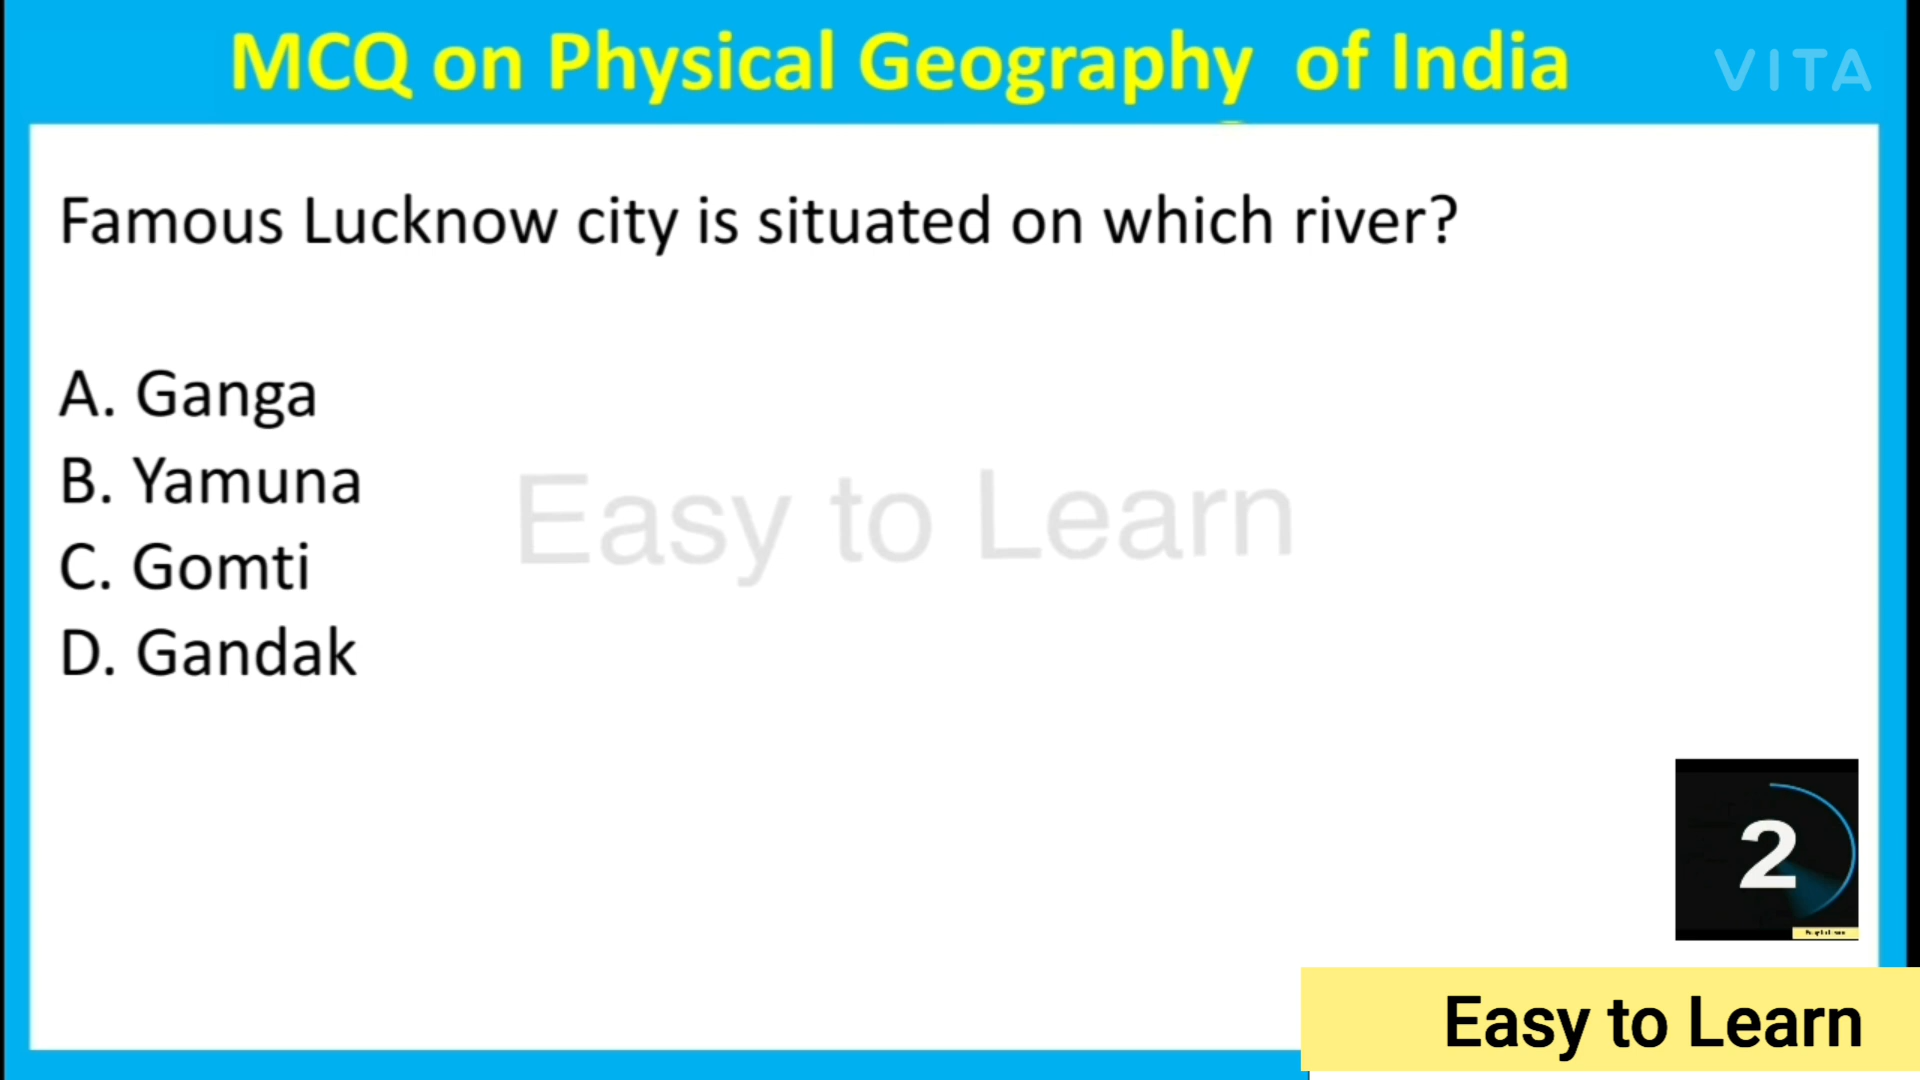 MCQ on Physical Geography of India
VITA
Famous Lucknow city is situated on which river?
A. Ganga
B. Yamuna
C. Gomti
D. Gandak
Easy to Learn
2
Easy to Learn